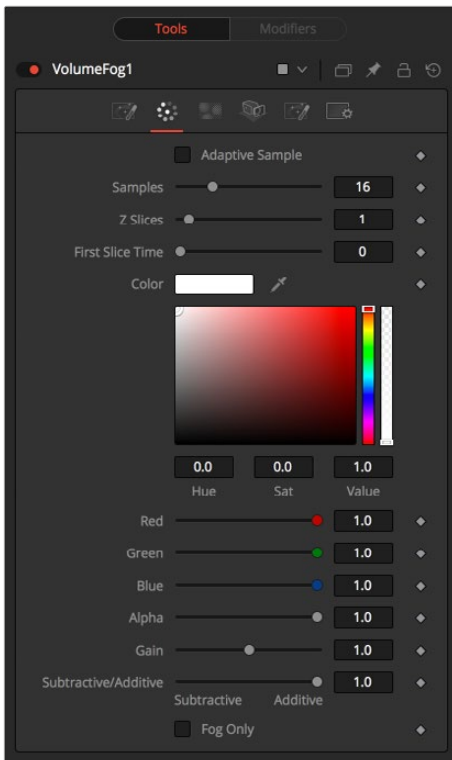 Tools Modifiers
VolumeFog1
Adaptive Sample
Samples 16
Z Slices 1
First Slice Time 0
Color
0.0 0.0 1.0
Hue Sat Value
Red 1.0
Green 1.0
Blue 1.0
Alpha 1.0
Gain 1.0
Subtractive/Additive 1.0
Subtractive Additive
Fog Only